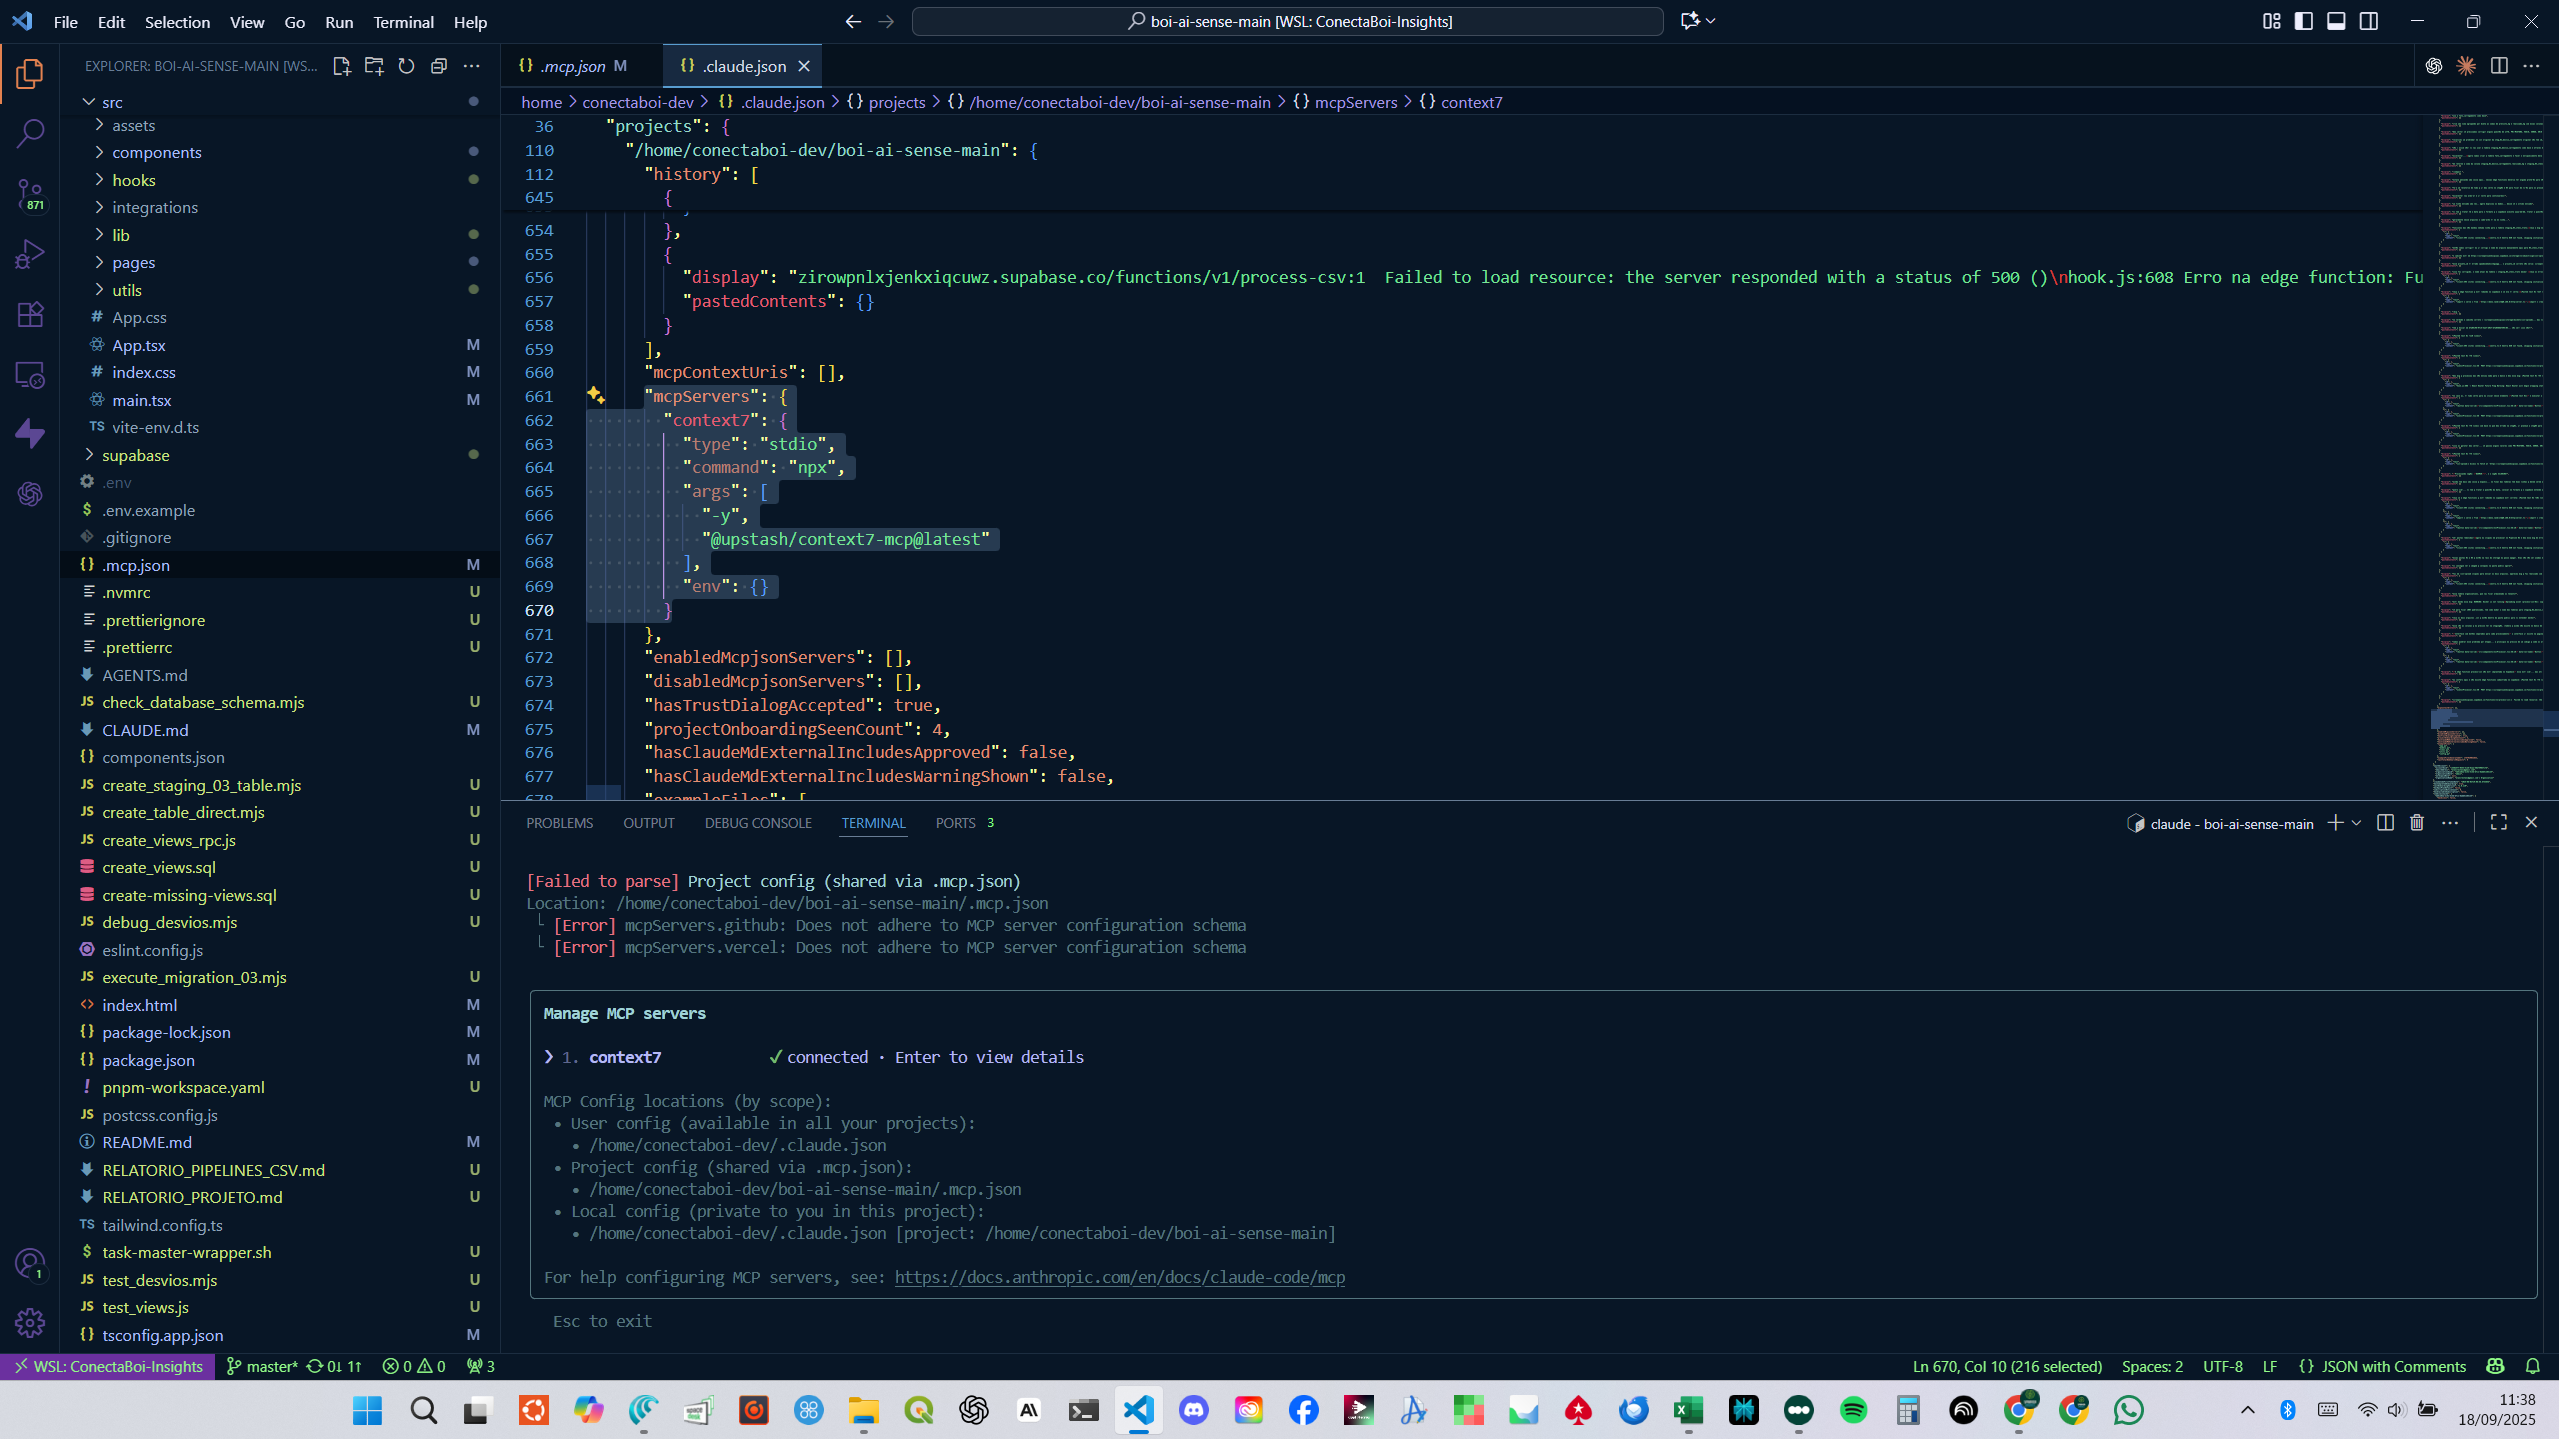 File Edit Selection View Go Run Terminal Help
boi-ai-sense-main [WSL: ConectaBoi-Insights]
EXPLORER: BOI-AI-SENSE-MAIN [WS...
src
assets
components
hooks
integrations
lib
pages
utils
# App.css
App.tsx M
# index.css M
main.tsx M
TS vite-env.d.ts
supabase
.env
$ .env.example
.gitignore
{} .mcp.json M
.nvmrc U
.prettierignore U
.prettierrc U
AGENTS.md
JS check_database_schema.mjs U
CLAUDE.md M
{} components.json
JS create_staging_03_table.mjs U
JS create_table_direct.mjs U
JS create_views_rpc.js U
create_views.sql U
create-missing-views.sql U
JS debug_desvios.mjs U
eslint.config.js
JS execute_migration_03.mjs U
<> index.html M
{} package-lock.json M
{} package.json M
! pnpm-workspace.yaml U
JS postcss.config.js
README.md M
RELATORIO_PIPELINES_CSV.md U
RELATORIO_PROJETO.md U
TS tailwind.config.ts
$ task-master-wrapper.sh U
JS test_desvios.mjs U
JS test_views.js U
{} tsconfig.app.json M
871
1
{} .mcp.json M
{} .claude.json
home > conectaboi-dev > {} .claude.json > {} projects > {} /home/conectaboi-dev/boi-ai-sense-main > {} mcpServers > {} context7
36 "projects": {
110 "/home/conectaboi-dev/boi-ai-sense-main": {
112 "history": [
645 {
654 },
655 {
656 "display": "zirowpnlxjenkxiqcuwz.supabase.co/functions/v1/process-csv:1  Failed to load resource: the server responded with a status of 500 ()\nhook.js:608 Erro na edge function: Fu
657 "pastedContents": {}
658 }
659 ],
660 "mcpContextUris": [],
661 "mcpServers": {
662 "context7": {
663 "type": "stdio",
664 "command": "npx",
665 "args": [
666 "-y",
667 "@upstash/context7-mcp@latest"
668 ],
669 "env": {}
670 }
671 },
672 "enabledMcpjsonServers": [],
673 "disabledMcpjsonServers": [],
674 "hasTrustDialogAccepted": true,
675 "projectOnboardingSeenCount": 4,
676 "hasClaudeMdExternalIncludesApproved": false,
677 "hasClaudeMdExternalIncludesWarningShown": false,
678 "exampleFiles": [
PROBLEMS OUTPUT DEBUG CONSOLE TERMINAL PORTS 3
claude - boi-ai-sense-main
[Failed to parse] Project config (shared via .mcp.json)
Location: /home/conectaboi-dev/boi-ai-sense-main/.mcp.json
└ [Error] mcpServers.github: Does not adhere to MCP server configuration schema
└ [Error] mcpServers.vercel: Does not adhere to MCP server configuration schema
Manage MCP servers
❯ 1. context7 ✓ connected · Enter to view details
MCP Config locations (by scope):
• User config (available in all your projects):
• /home/conectaboi-dev/.claude.json
• Project config (shared via .mcp.json):
• /home/conectaboi-dev/boi-ai-sense-main/.mcp.json
• Local config (private to you in this project):
• /home/conectaboi-dev/.claude.json [project: /home/conectaboi-dev/boi-ai-sense-main]
For help configuring MCP servers, see: https://docs.anthropic.com/en/docs/claude-code/mcp
Esc to exit
WSL: ConectaBoi-Insights master* 0↓ 1↑ 0 0 3
Ln 670, Col 10 (216 selected) Spaces: 2 UTF-8 LF {} JSON with Comments
11:38
18/09/2025